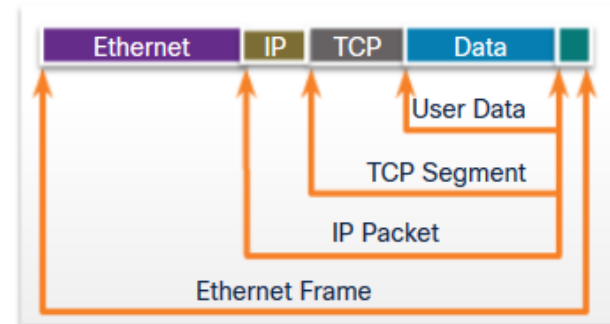 Ethernet IP TCP Data
User Data
TCP Segment
IP Packet
Ethernet Frame